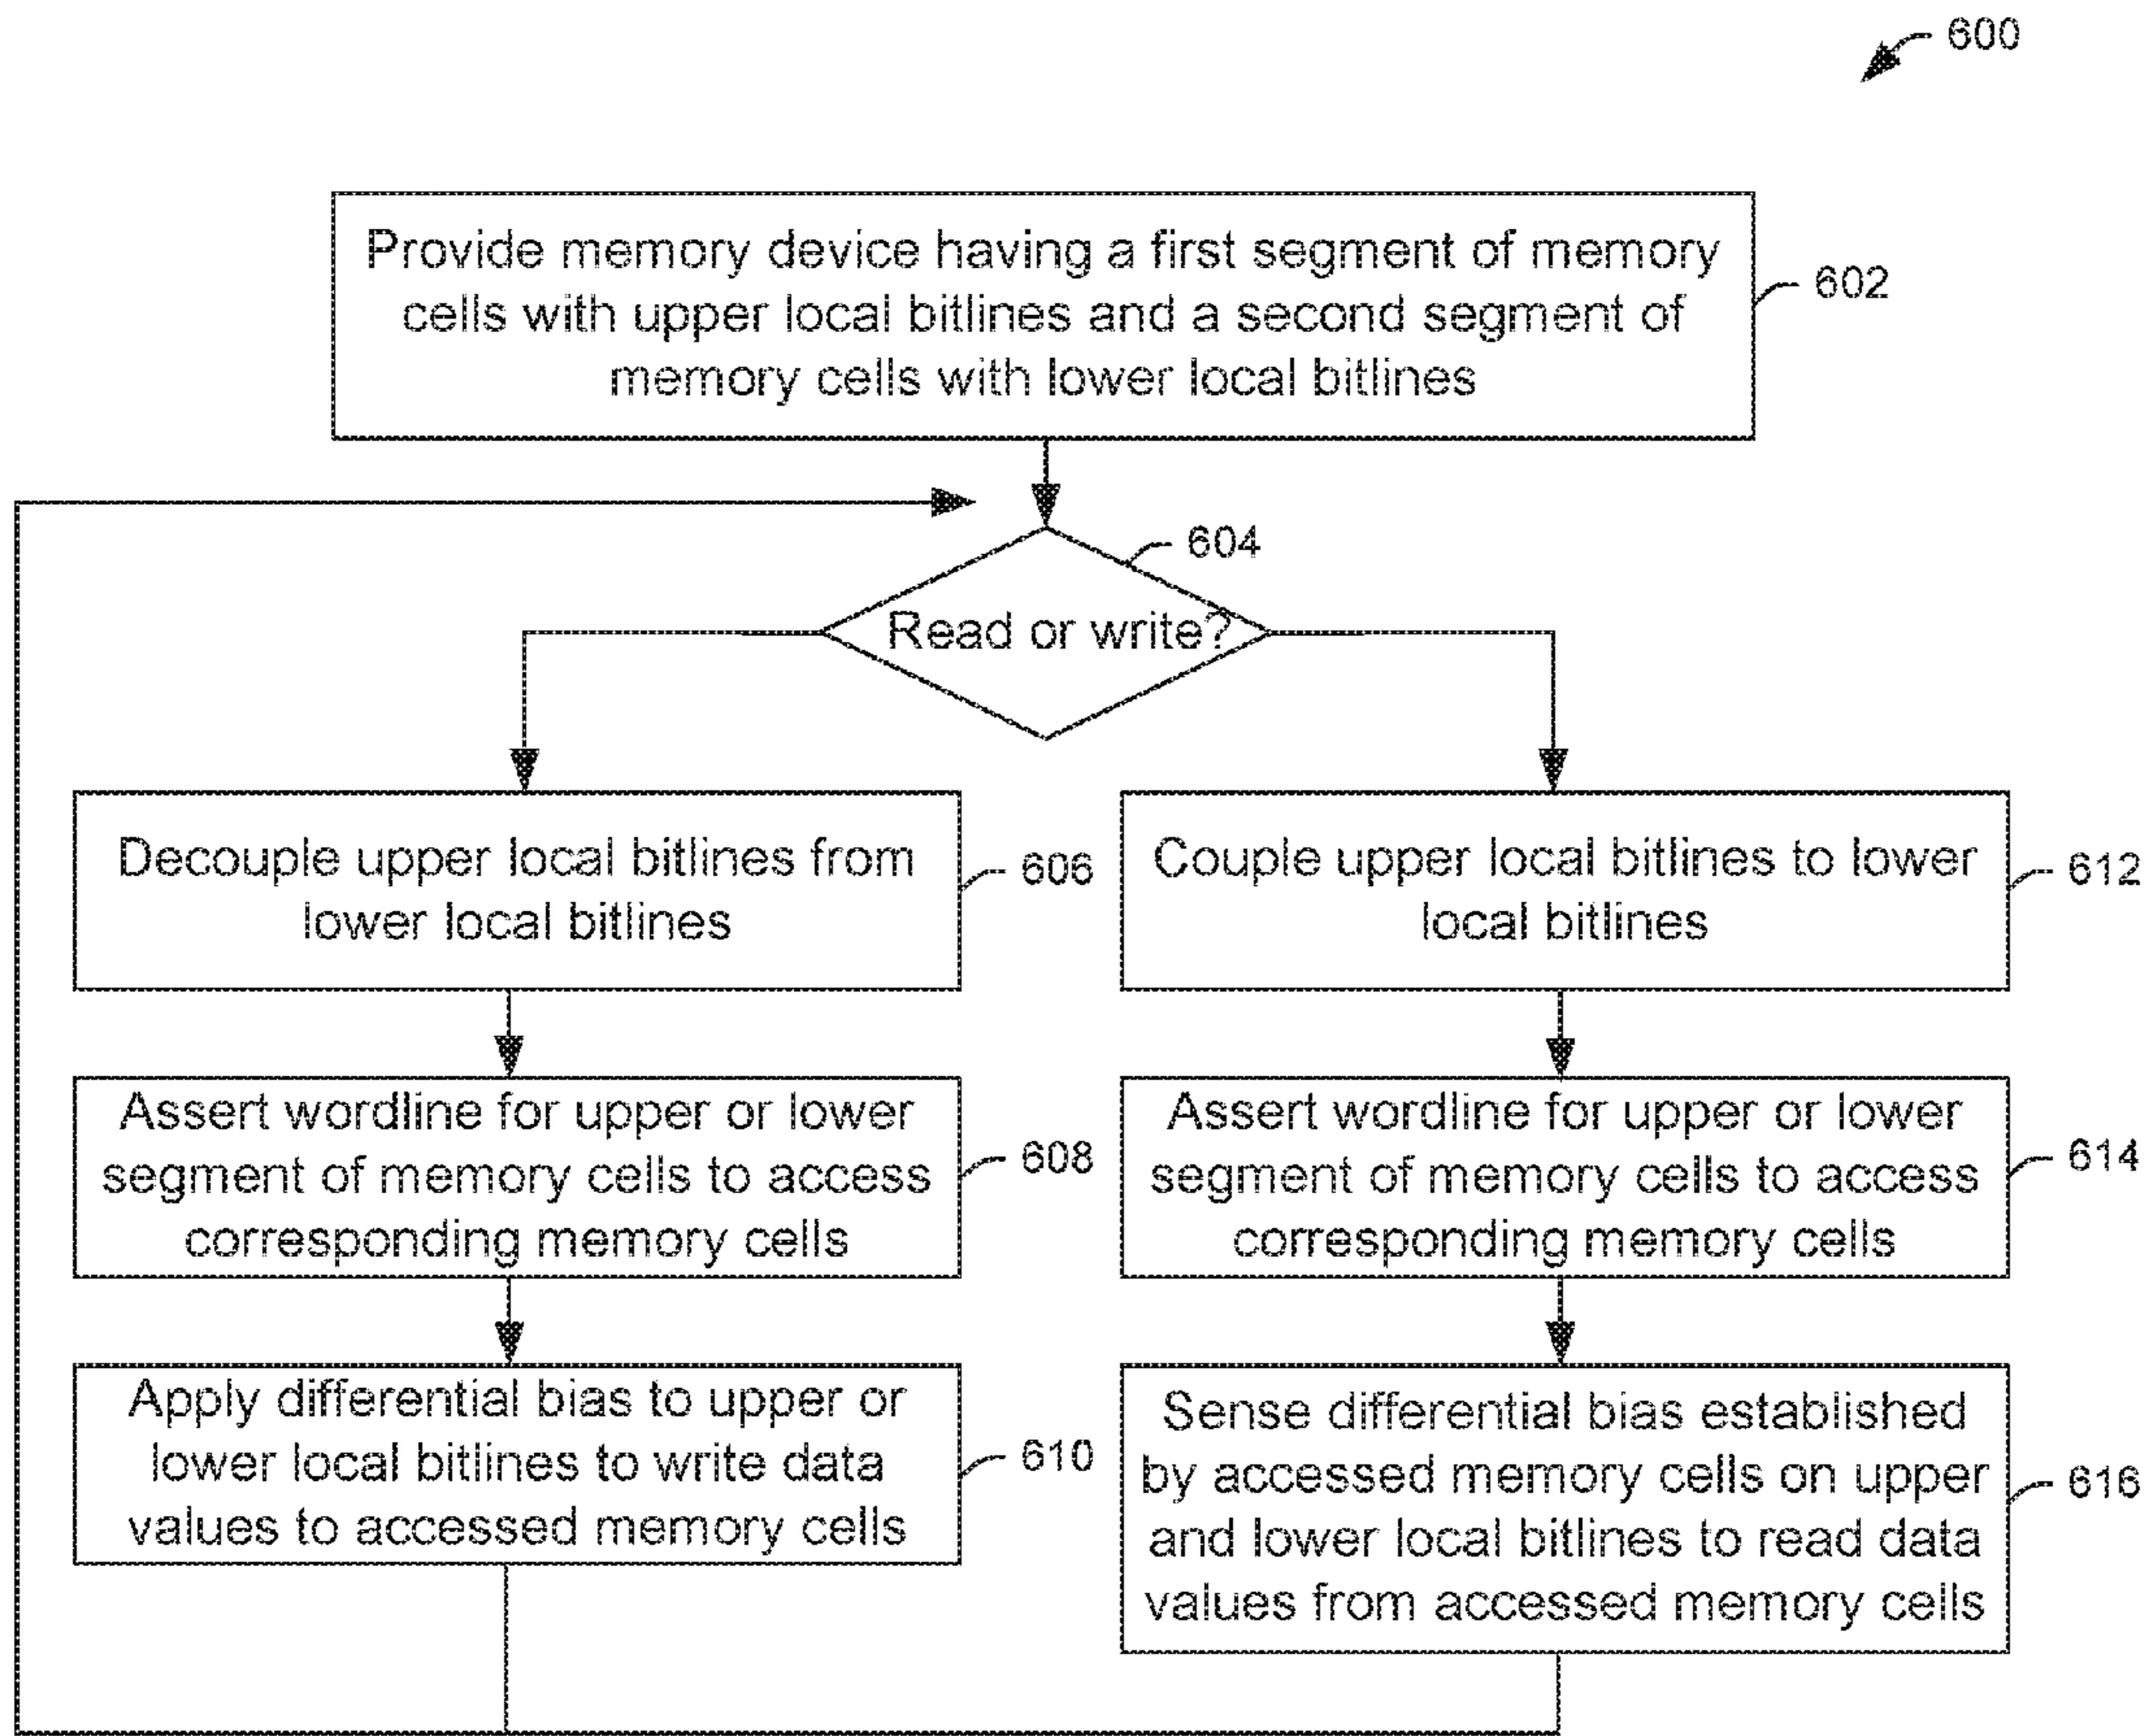 600
Provide memory device having a first segment of memory
cells with upper local bitlines and a second segment of
memory cells with lower local bitlines
602
604
Read or write?
Decouple upper local bitlines from
lower local bitlines
606
Couple upper local bitlines to lower
local bitlines
612
Assert wordline for upper or lower
segment of memory cells to access
corresponding memory cells
608
Assert wordline for upper or lower
segment of memory cells to access
corresponding memory cells
614
Apply differential bias to upper or
lower local bitlines to write data
values to accessed memory cells
610
Sense differential bias established
by accessed memory cells on upper
and lower local bitlines to read data
values from accessed memory cells
616